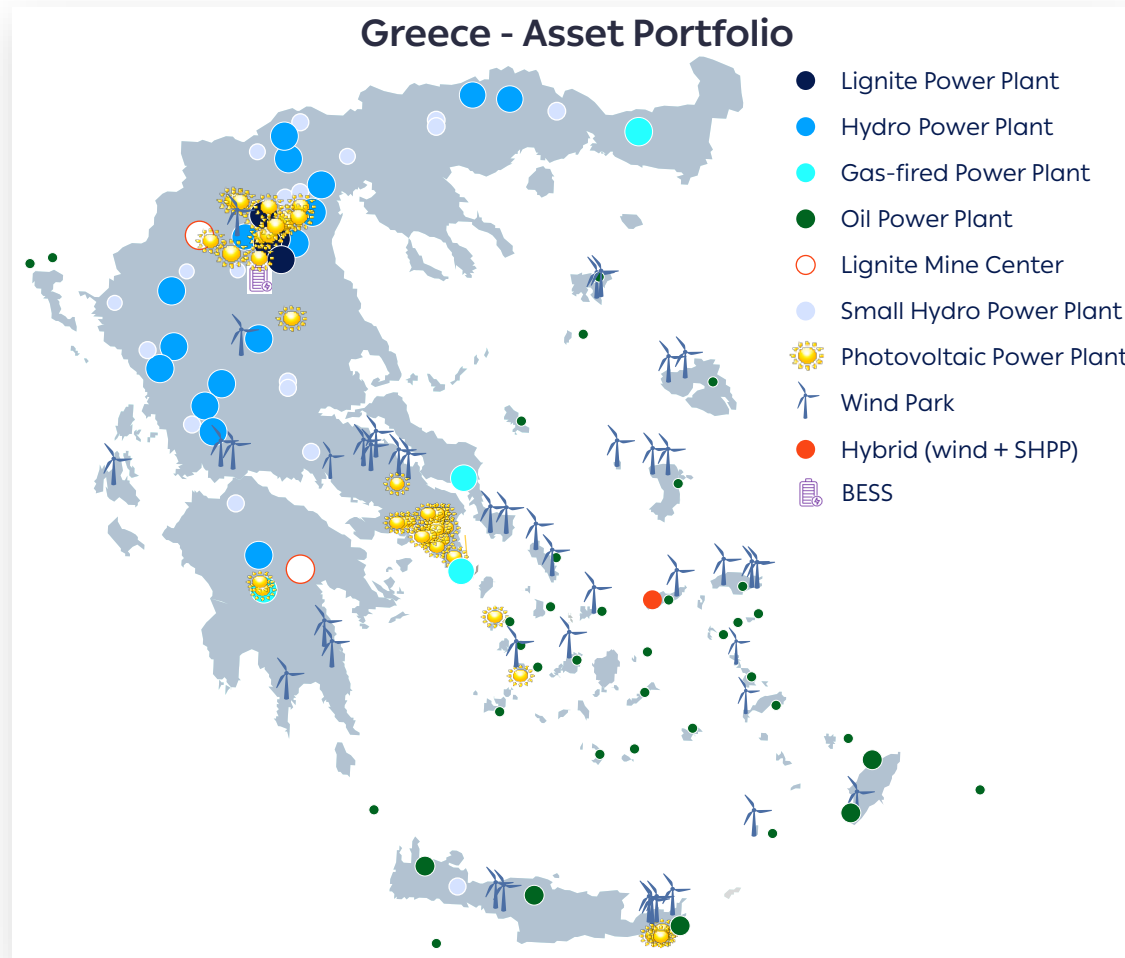 Greece - Asset Portfolio
Lignite Power Plant
Hydro Power Plant
Gas-fired Power Plant
Oil Power Plant
Lignite Mine Center
Small Hydro Power Plant
Photovoltaic Power Plant
Wind Park
Hybrid (wind + SHPP)
BESS